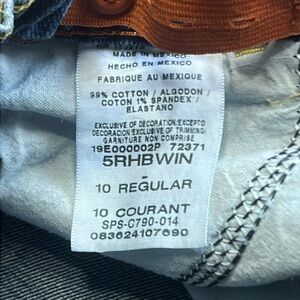 MADE IN MEXICO
HECHO EN MEXICO
FABRIQUE AU MEXIQUE
99% COTTON / ALGODON /
COTON 1% SPANDEX /
ELASTANO
EXCLUSIVE OF DECORATION/EXCEPTO
DECORACION/EXCLUSIVE OF TRIMMING/
GARNITURE NON COMPRISE
19E000002P 72371
5RHBWIN
-
10 REGULAR
10 COURANT
SPS-C790-014
083624107690